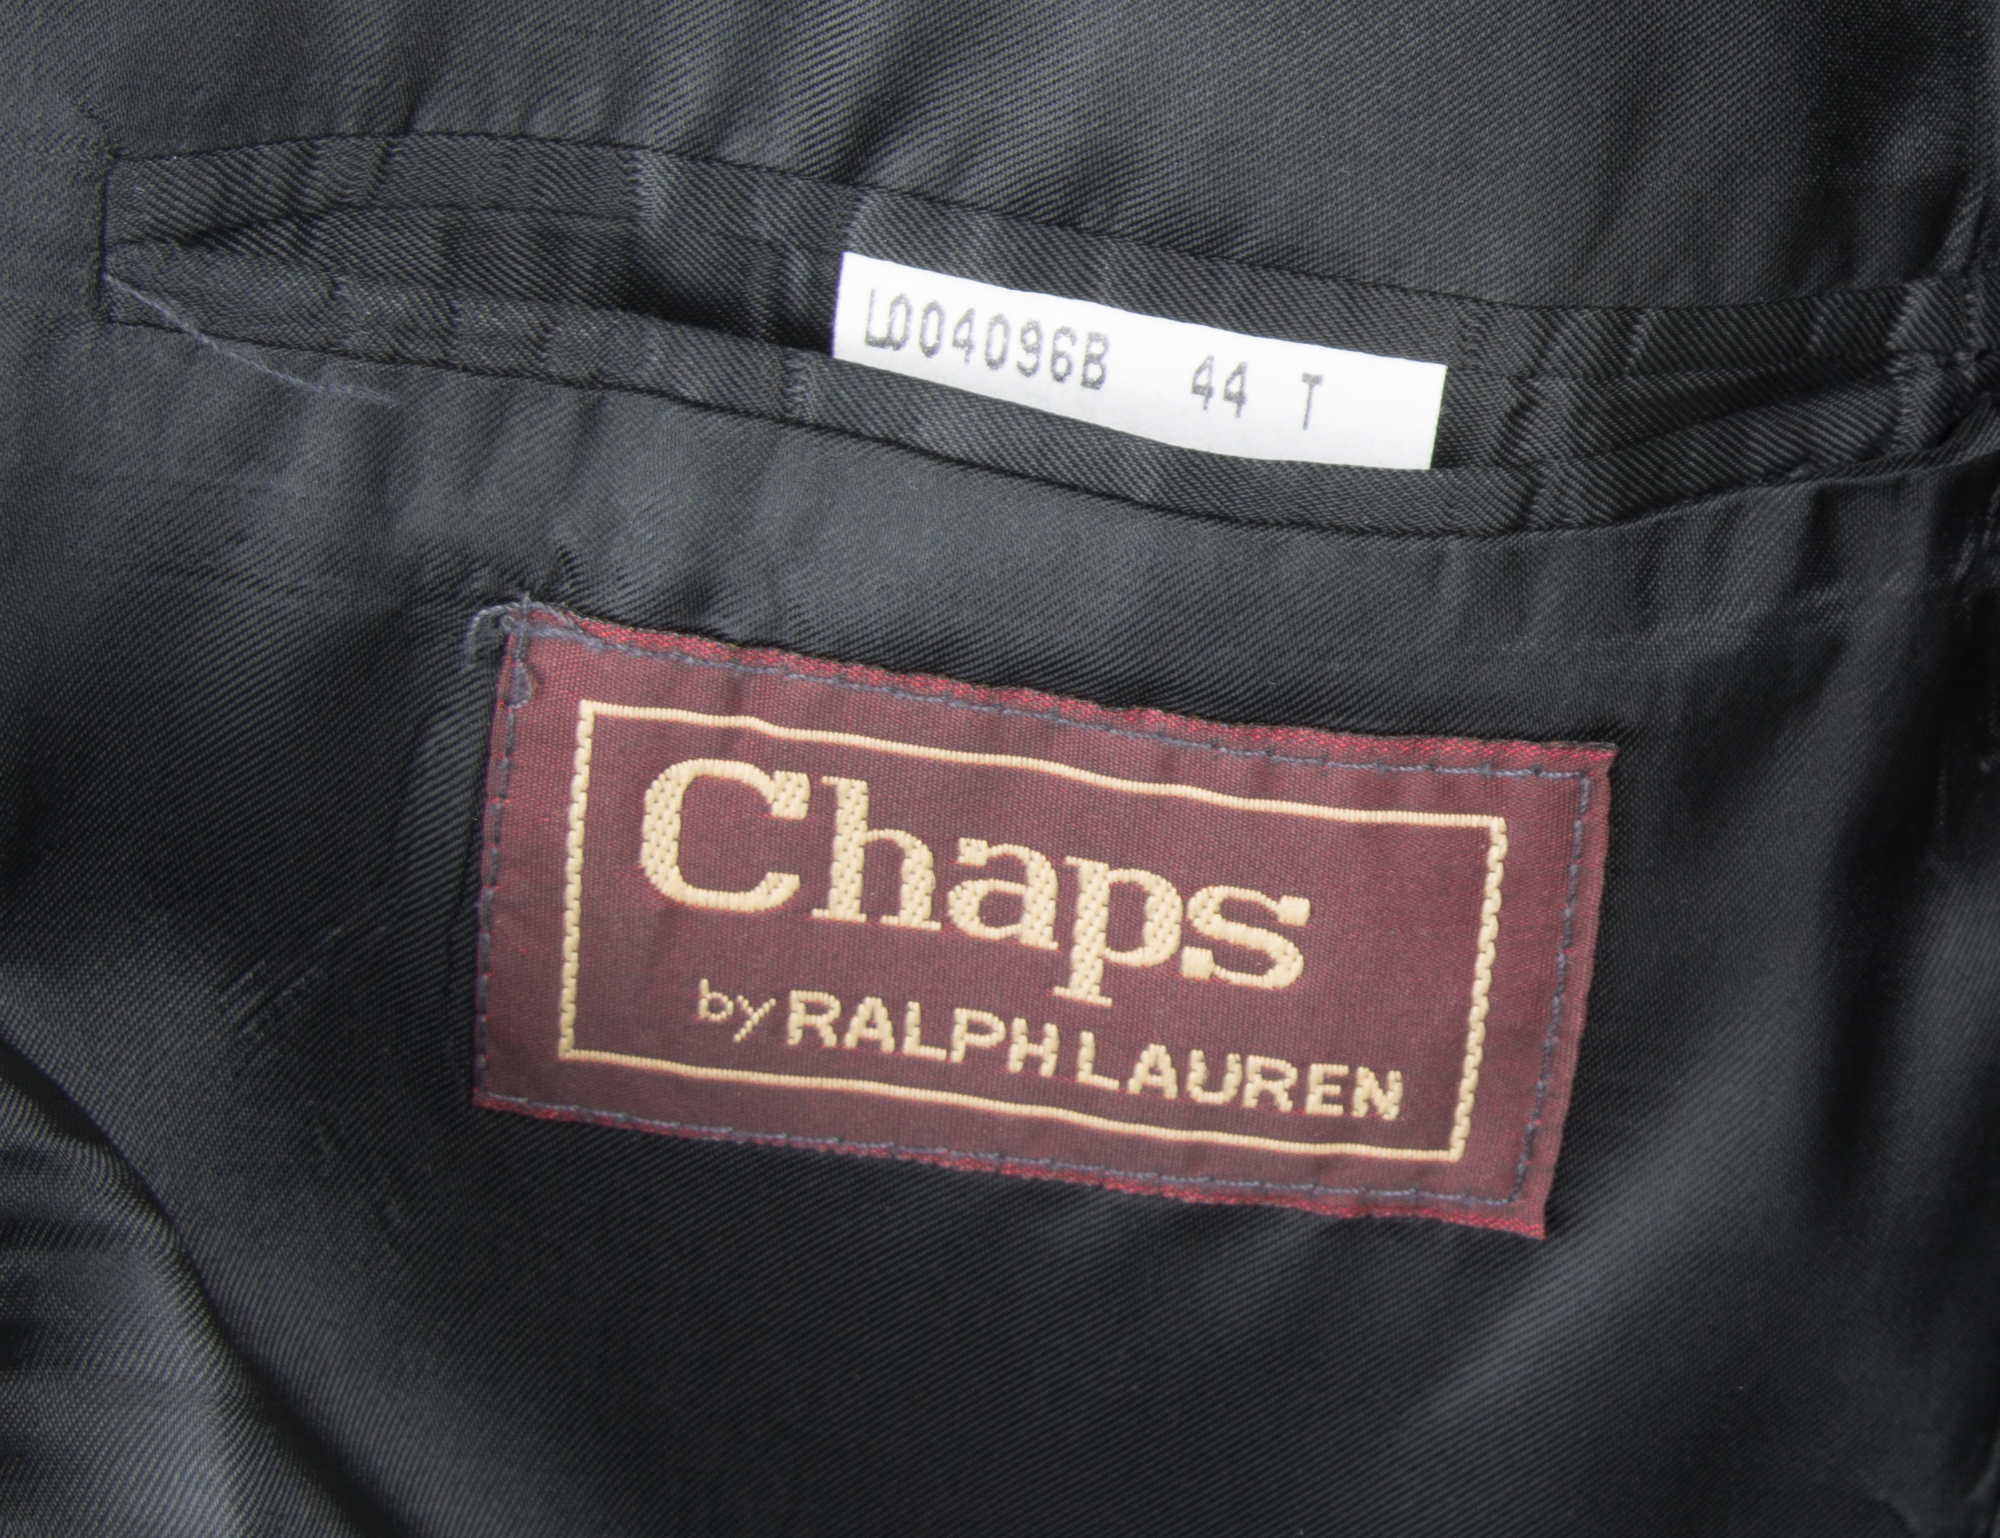 L004096B 44 T
Chaps
by RALPH LAUREN